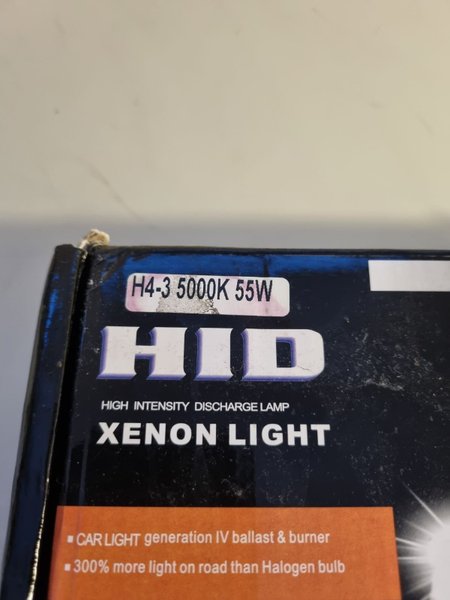 H4-3 5000K 55W
HID
HIGH INTENSITY DISCHARGE LAMP
XENON LIGHT
▪ CAR LIGHT generation IV ballast & burner
▪ 300% more light on road than Halogen bulb